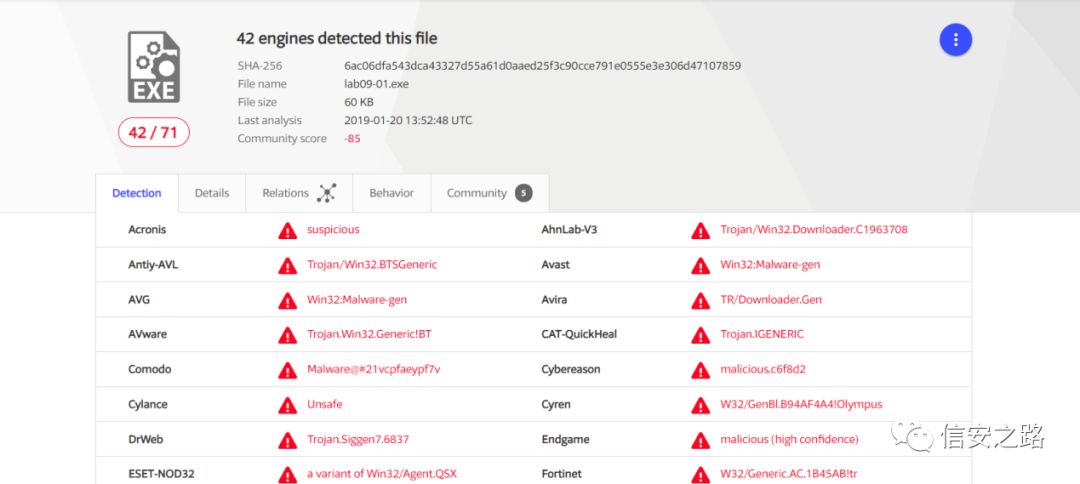 42 engines detected this file
EXE
42 / 71
SHA-256 6ac06dfa543dca43327d55a61d0aaed25f3c90cce791e0555e3e306d47107859
File name lab09-01.exe
File size 60 KB
Last analysis 2019-01-20 13:52:48 UTC
Community score -85
Detection Details Relations Behavior Community 5
Acronis suspicious AhnLab-V3 Trojan/Win32.Downloader.C1963708
Antiy-AVL Trojan/Win32.BTSGeneric Avast Win32:Malware-gen
AVG Win32:Malware-gen Avira TR/Downloader.Gen
AVware Trojan.Win32.Generic!BT CAT-QuickHeal Trojan.IGENERIC
Comodo Malware@#21vcpfaeypf7v Cybereason malicious.c6f8d2
Cylance Unsafe Cyren W32/GenBl.B94AF4A4!Olympus
DrWeb Trojan.Siggen7.6837 Endgame malicious (high confidence)
ESET-NOD32 a variant of Win32/Agent.QSX Fortinet W32/Generic.AC.1B45AB!tr
信安之路